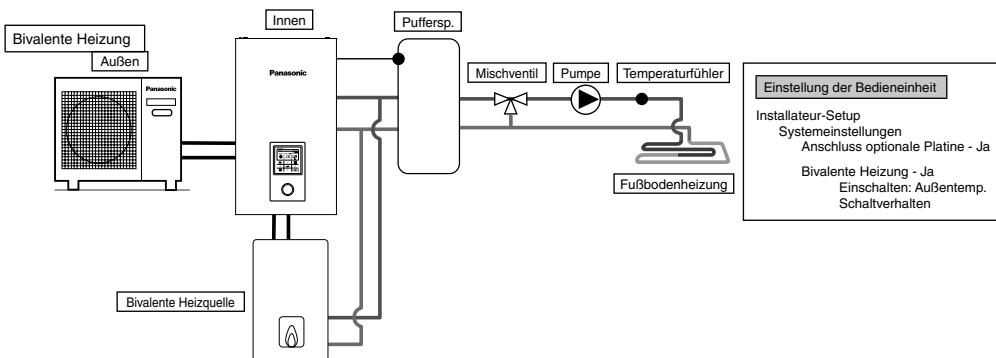 Bivalente Heizung
Außen
Panasonic
Innen
Panasonic
Puffersp.
Mischventil
Pumpe
Temperaturfühler
Fußbodenheizung
Bivalente Heizquelle
Einstellung der Bedieneinheit
Installateur-Setup
Systemeinstellungen
Anschluss optionale Platine - Ja
Bivalente Heizung - Ja
Einschalten: Außentemp.
Schaltverhalten